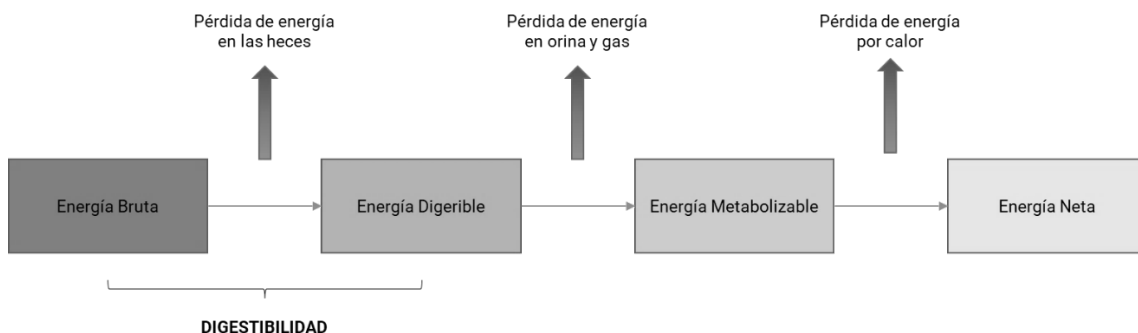 Pérdida de energía
en las heces
Pérdida de energía
en orina y gas
Pérdida de energía
por calor
Energía Bruta
Energía Digerible
Energía Metabolizable
Energía Neta
DIGESTIBILIDAD